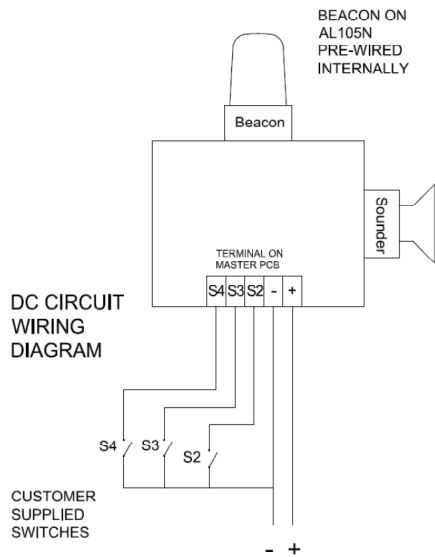 BEACON ON
AL105N
PRE-WIRED
INTERNALLY
Beacon
Sounder
TERMINAL ON
MASTER PCB
S4 S3 S2 - +
DC CIRCUIT
WIRING
DIAGRAM
S4 S3 S2
CUSTOMER
SUPPLIED
SWITCHES
- +